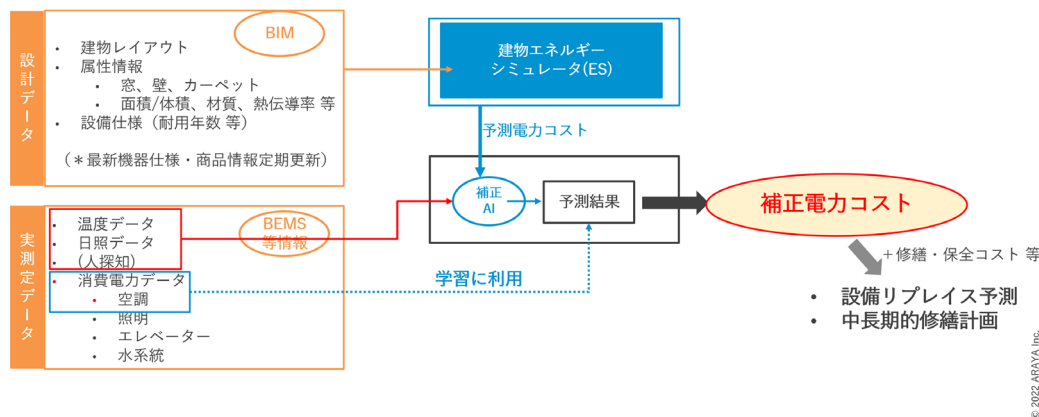 設計データ
BIM
・ 建物レイアウト
・ 属性情報
・ 窓、壁、カーペット
・ 面積/体積、材質、熱伝導率 等
・ 設備仕様（耐用年数 等）
（＊最新機器仕様・商品情報定期更新）
建物エネルギー
シミュレータ(ES)
予測電力コスト
補正
AI
予測結果
補正電力コスト
＋修繕・保全コスト 等
・ 設備リプレイス予測
・ 中長期的修繕計画
実測定データ
BEMS
等情報
・ 温度データ
・ 日照データ
・ (人探知)
・ 消費電力データ
・ 空調
・ 照明
・ エレベーター
・ 水系統
学習に利用
© 2022 ARAYA Inc.